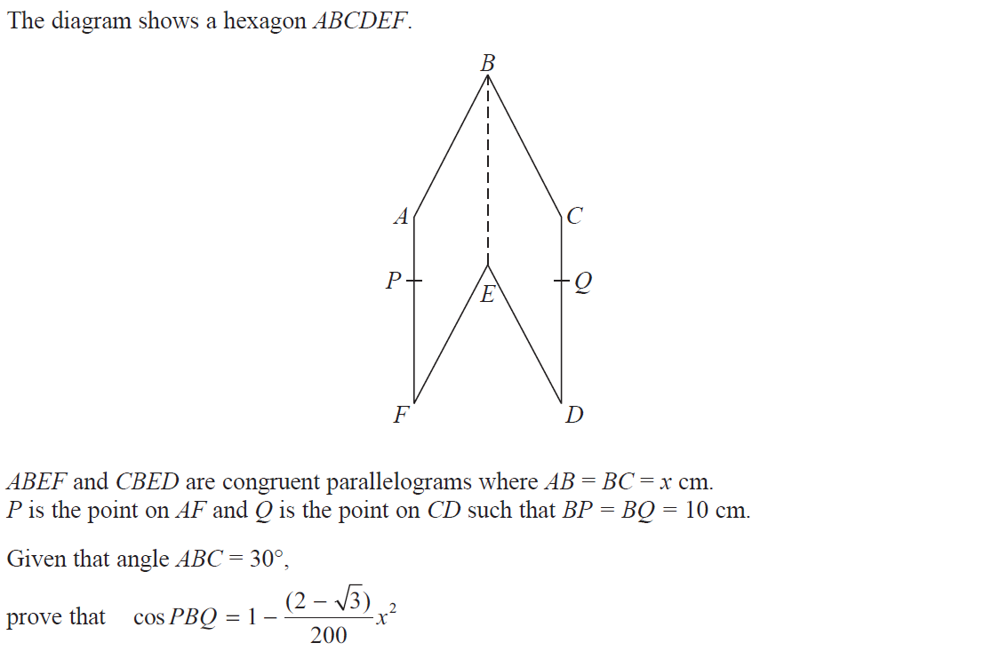 The diagram shows a hexagon ABCDEF.
B
A
C
P
Q
E
F
D
ABEF and CBED are congruent parallelograms where AB = BC = x cm.
P is the point on AF and Q is the point on CD such that BP = BQ = 10 cm.
Given that angle ABC = 30°,
prove that cos PBQ = 1 − (2 − √3)/200 x²